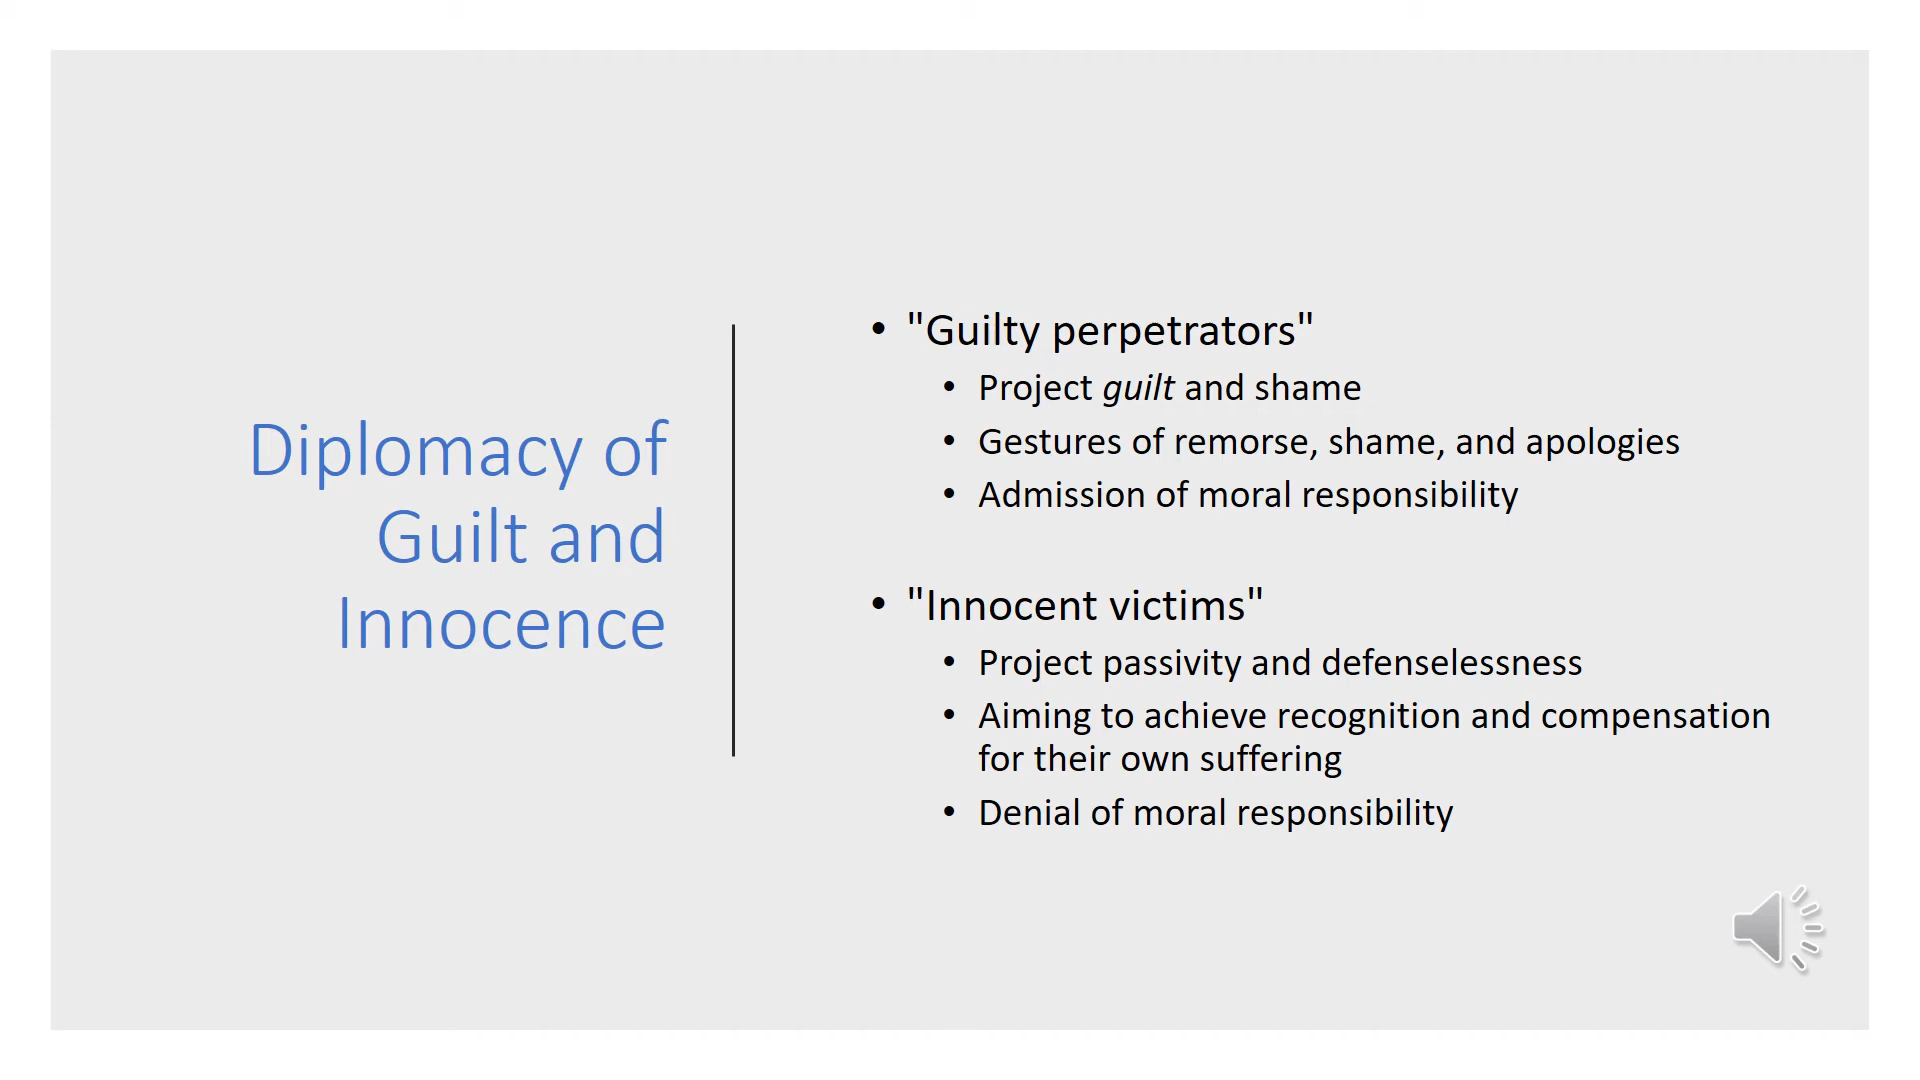 Diplomacy of
Guilt and
Innocence
• "Guilty perpetrators"
• Project guilt and shame
• Gestures of remorse, shame, and apologies
• Admission of moral responsibility
• "Innocent victims"
• Project passivity and defenselessness
• Aiming to achieve recognition and compensation
for their own suffering
• Denial of moral responsibility